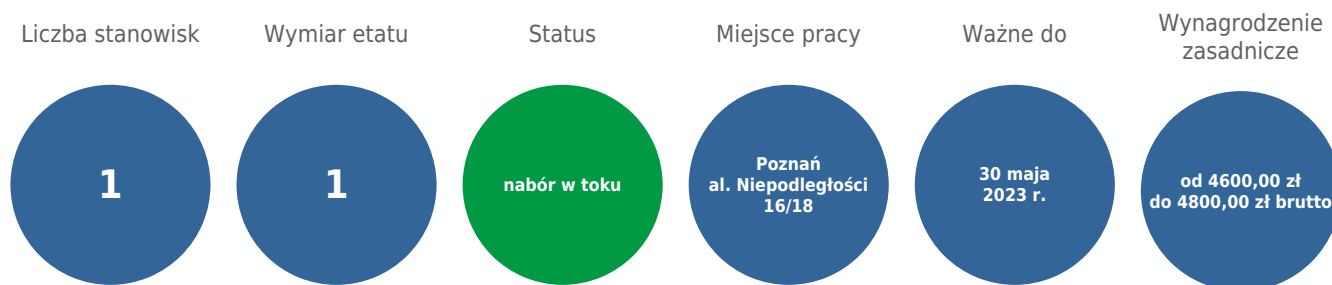 Liczba stanowisk
1
Wymiar etatu
1
Status
nabór w toku
Miejsce pracy
Poznań
al. Niepodległości
16/18
Ważne do
30 maja
2023 r.
Wynagrodzenie
zasadnicze
od 4600,00 zł
do 4800,00 zł brutto